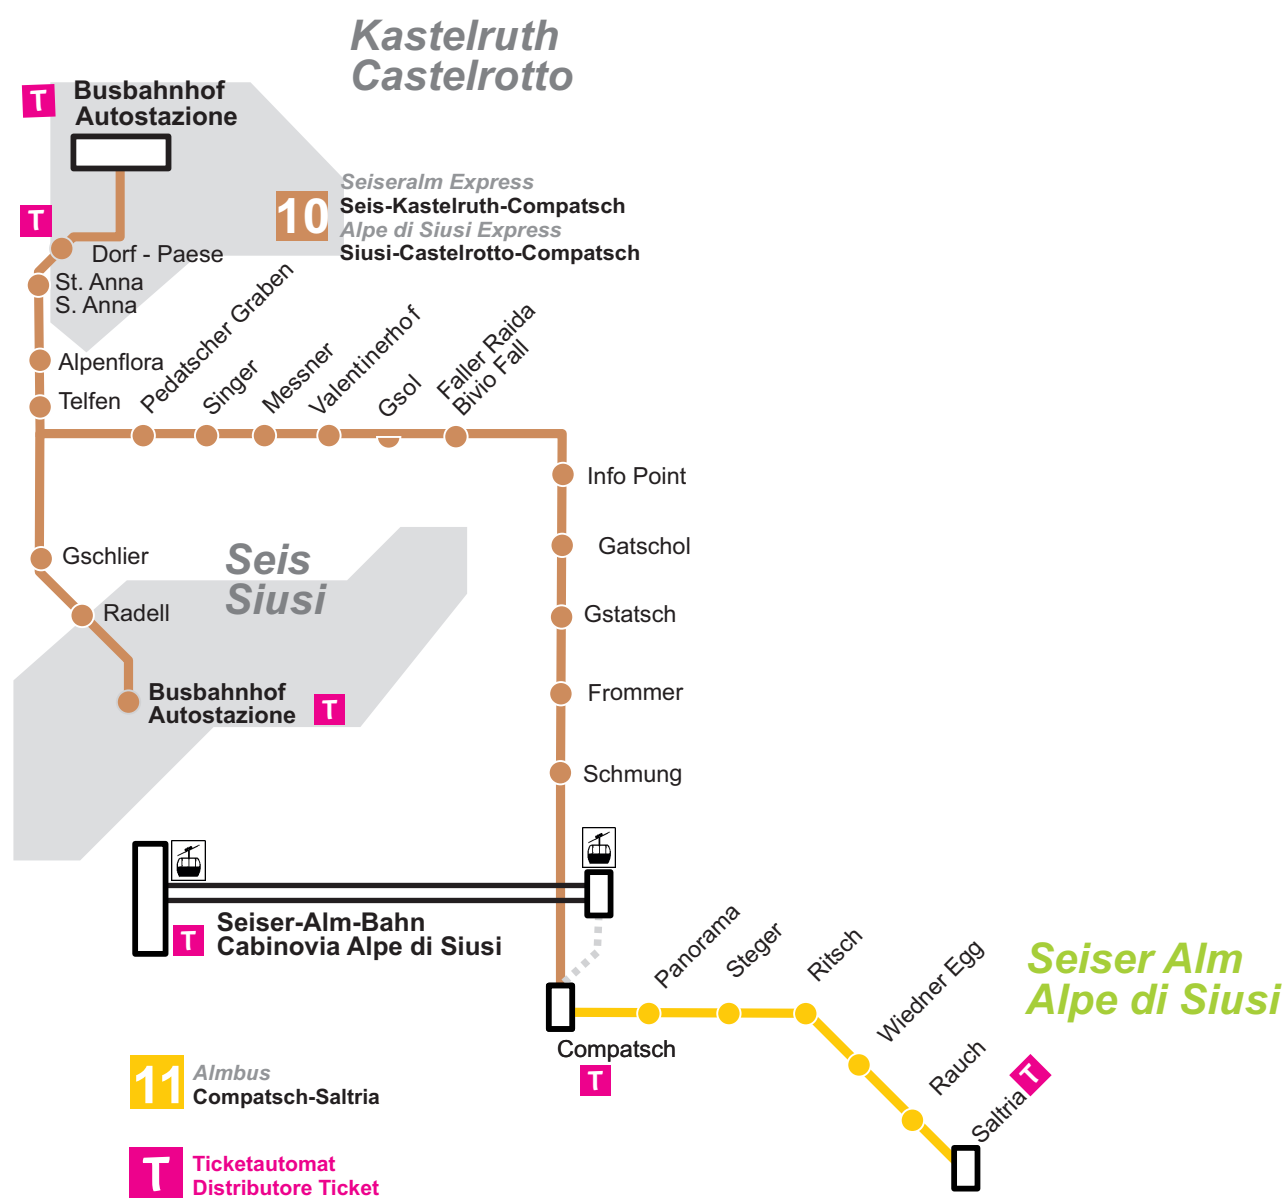 Kastelruth
Castelrotto
T
Busbahnhof
Autostazione
T
10
Seiseralm Express
Seis-Kastelruth-Compatsch
Alpe di Siusi Express
Siusi-Castelrotto-Compatsch
Dorf - Paese
St. Anna
S. Anna
Alpenflora
Telfen
Pedatscher Graben
Singer
Messner
Valentinerhof
Gsol
Faller Raida
Bivio Fall
Info Point
Gatschol
Gstatsch
Frommer
Schmung
Gschlier
Radell
Seis
Siusi
Busbahnhof
Autostazione
T
T
Seiser-Alm-Bahn
Cabinovia Alpe di Siusi
Compatsch
T
Panorama
Steger
Ritsch
Wiedner Egg
Rauch
Saltria
T
Seiser Alm
Alpe di Siusi
11
Almbus
Compatsch-Saltria
T
Ticketautomat
Distributore Ticket